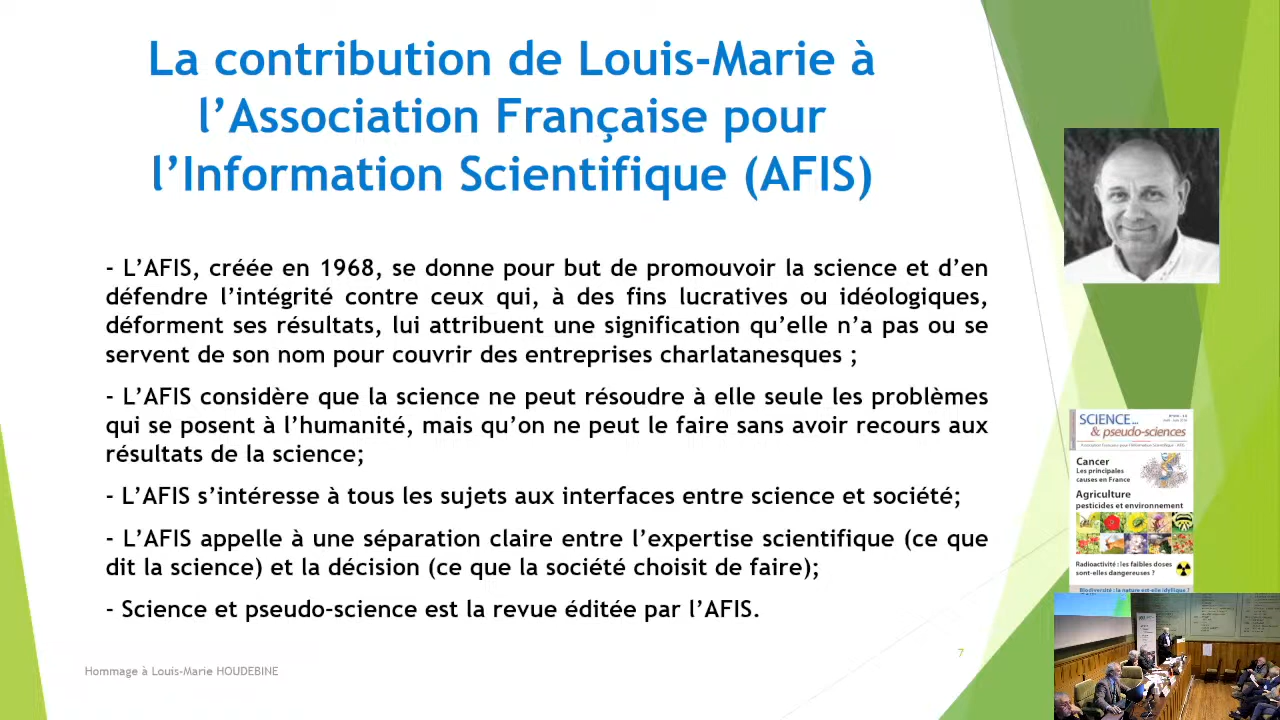 La contribution de Louis-Marie à
l’Association Française pour
l’Information Scientifique (AFIS)
- L’AFIS, créée en 1968, se donne pour but de promouvoir la science et d’en
défendre l’intégrité contre ceux qui, à des fins lucratives ou idéologiques,
déforment ses résultats, lui attribuent une signification qu’elle n’a pas ou se
servent de son nom pour couvrir des entreprises charlatanesques ;
- L’AFIS considère que la science ne peut résoudre à elle seule les problèmes
qui se posent à l’humanité, mais qu’on ne peut le faire sans avoir recours aux
résultats de la science;
- L’AFIS s’intéresse à tous les sujets aux interfaces entre science et société;
- L’AFIS appelle à une séparation claire entre l’expertise scientifique (ce que
dit la science) et la décision (ce que la société choisit de faire);
- Science et pseudo-science est la revue éditée par l’AFIS.
Hommage à Louis-Marie HOUDEBINE
7
SCIENCE...
& pseudo-sciences
Cancer
Les principales
causes en France
Agriculture
pesticides et environnement
Radioactivité : les faibles doses
sont-elles dangereuses ?
Biodiversité : la nature est-elle idyllique ?